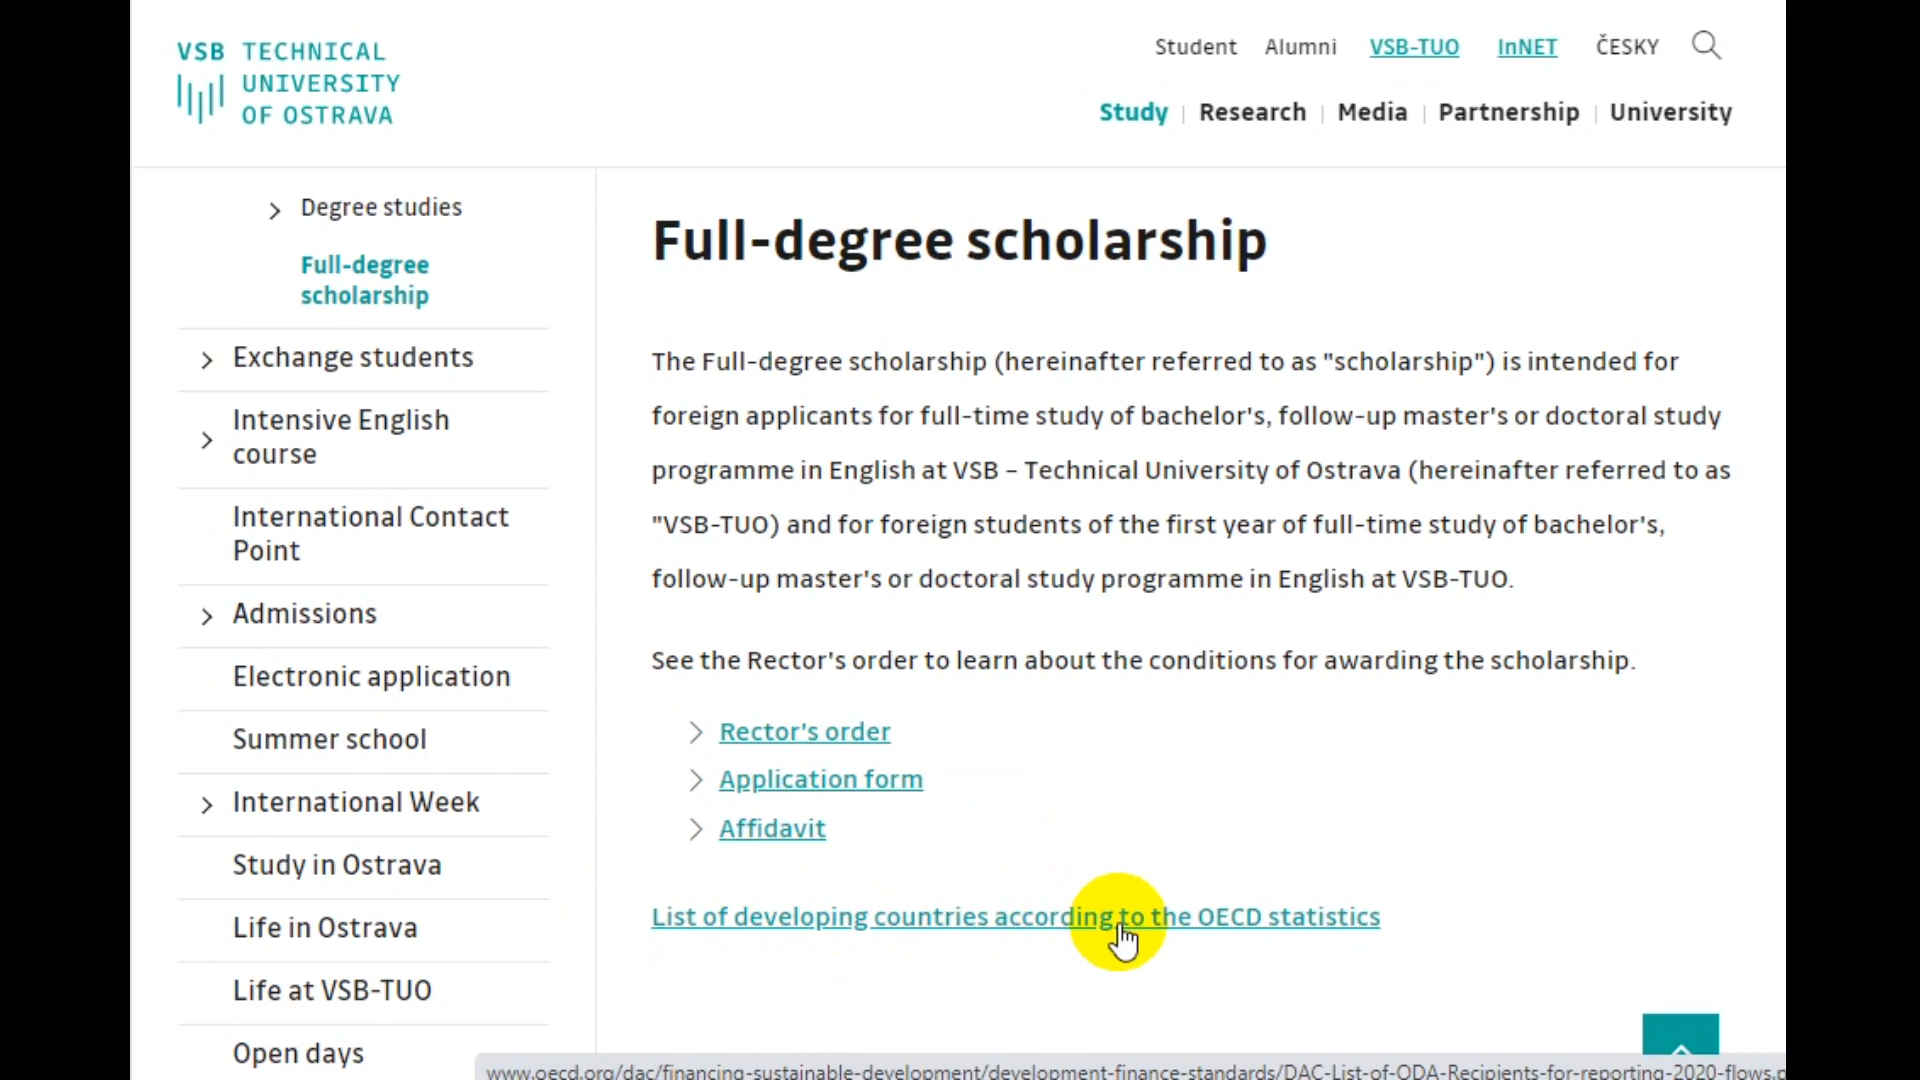 VSB TECHNICAL
UNIVERSITY
OF OSTRAVA
Student Alumni VSB-TUO InNET ČESKY
Study Research Media Partnership University
Degree studies
Full-degree
scholarship
Exchange students
Intensive English
course
International Contact
Point
Admissions
Electronic application
Summer school
International Week
Study in Ostrava
Life in Ostrava
Life at VSB-TUO
Open days
Full-degree scholarship
The Full-degree scholarship (hereinafter referred to as "scholarship") is intended for
foreign applicants for full-time study of bachelor's, follow-up master's or doctoral study
programme in English at VSB – Technical University of Ostrava (hereinafter referred to as
"VSB-TUO) and for foreign students of the first year of full-time study of bachelor's,
follow-up master's or doctoral study programme in English at VSB-TUO.
See the Rector's order to learn about the conditions for awarding the scholarship.
Rector's order
Application form
Affidavit
List of developing countries according to the OECD statistics
www.oecd.org/dac/financing-sustainable-development/development-finance-standards/DAC-List-of-ODA-Recipients-for-reporting-2020-flows.p